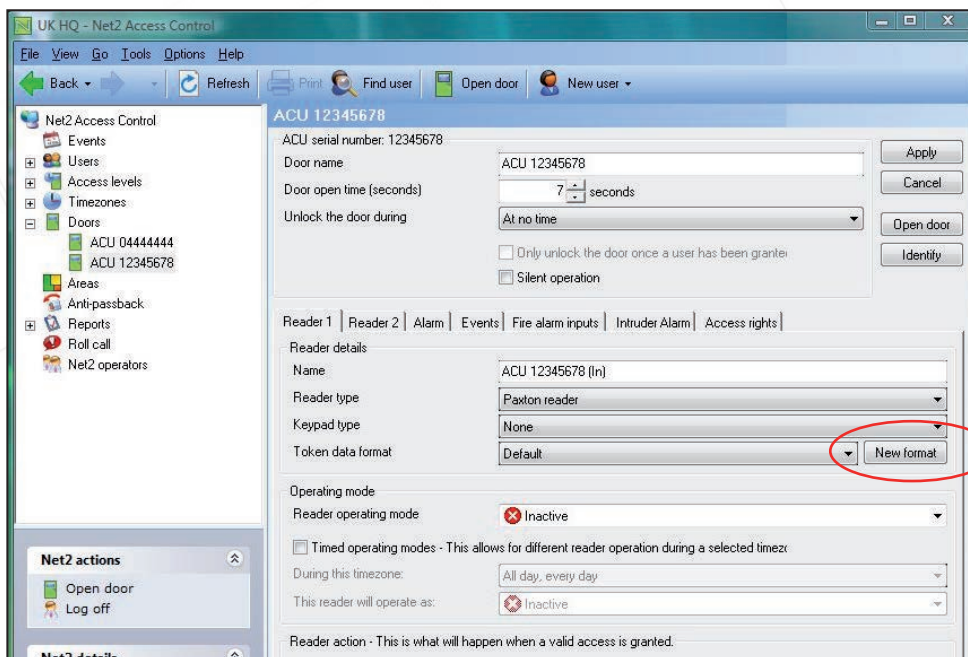 UK HQ - Net2 Access Control
File View Go Tools Options Help
Back Refresh Print Find user Open door New user
Net2 Access Control
Events
Users
Access levels
Timezones
Doors
ACU 04444444
ACU 12345678
Areas
Anti-passback
Reports
Roll call
Net2 operators
Net2 actions
Open door
Log off
Net2 details
ACU 12345678
ACU serial number: 12345678
Door name ACU 12345678
Door open time (seconds) 7 seconds
Unlock the door during At no time
Only unlock the door once a user has been grante
Silent operation
Apply
Cancel
Open door
Identify
Reader 1 Reader 2 Alarm Events Fire alarm inputs Intruder Alarm Access rights
Reader details
Name ACU 12345678 (In)
Reader type Paxton reader
Keypad type None
Token data format Default New format
Operating mode
Reader operating mode Inactive
Timed operating modes - This allows for different reader operation during a selected timez
During this timezone: All day, every day
This reader will operate as: Inactive
Reader action - This is what will happen when a valid access is granted.